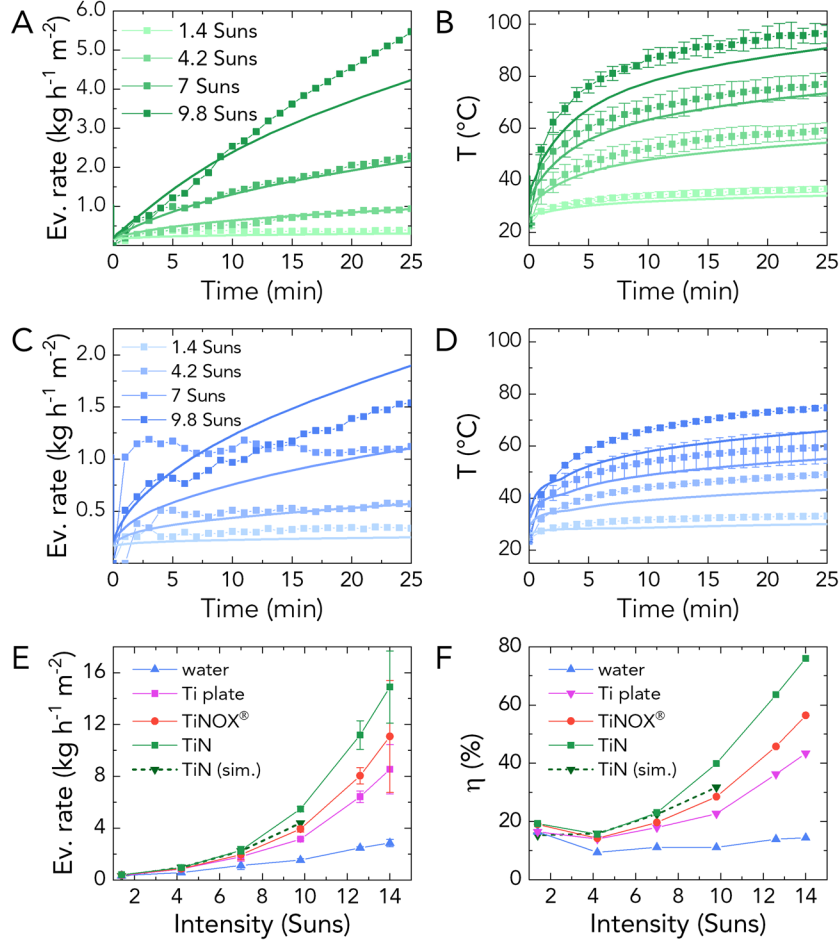 A
Ev. rate (kg h⁻¹ m⁻²)
6.0
5.0
4.0
3.0
2.0
1.0
1.4 Suns
4.2 Suns
7 Suns
9.8 Suns
0 5 10 15 20 25
Time (min)
B
T (°C)
100
80
60
40
20
0 5 10 15 20 25
Time (min)
C
Ev. rate (kg h⁻¹ m⁻²)
2.0
1.5
1.0
0.5
1.4 Suns
4.2 Suns
7 Suns
9.8 Suns
0 5 10 15 20 25
Time (min)
D
T (°C)
100
80
60
40
20
0 5 10 15 20 25
Time (min)
E
Ev. rate (kg h⁻¹ m⁻²)
16
12
8
4
0
water
Ti plate
TiNOX®
TiN
TiN (sim.)
2 4 6 8 10 12 14
Intensity (Suns)
F
η (%)
80
60
40
20
0
water
Ti plate
TiNOX®
TiN
TiN (sim.)
2 4 6 8 10 12 14
Intensity (Suns)